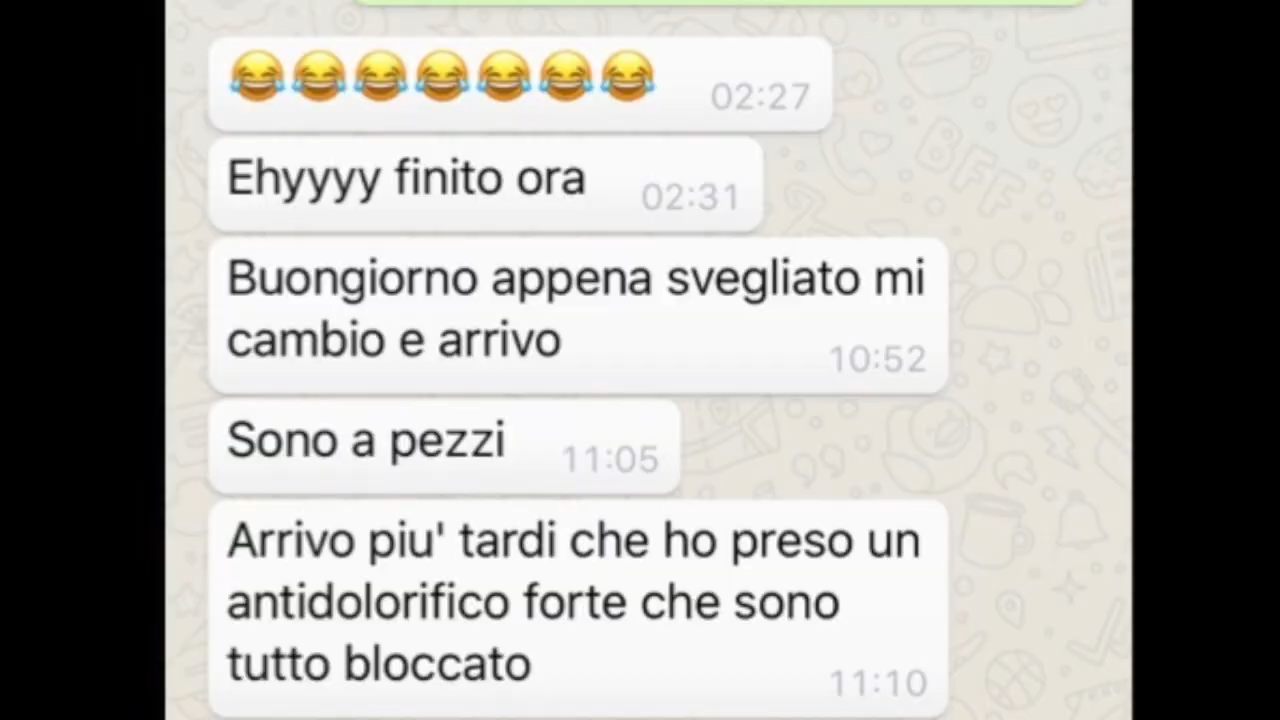 😂😂😂😂😂😂😂 02:27
Ehyyyy finito ora 02:31
Buongiorno appena svegliato mi
cambio e arrivo 10:52
Sono a pezzi 11:05
Arrivo piu' tardi che ho preso un
antidolorifico forte che sono
tutto bloccato 11:10